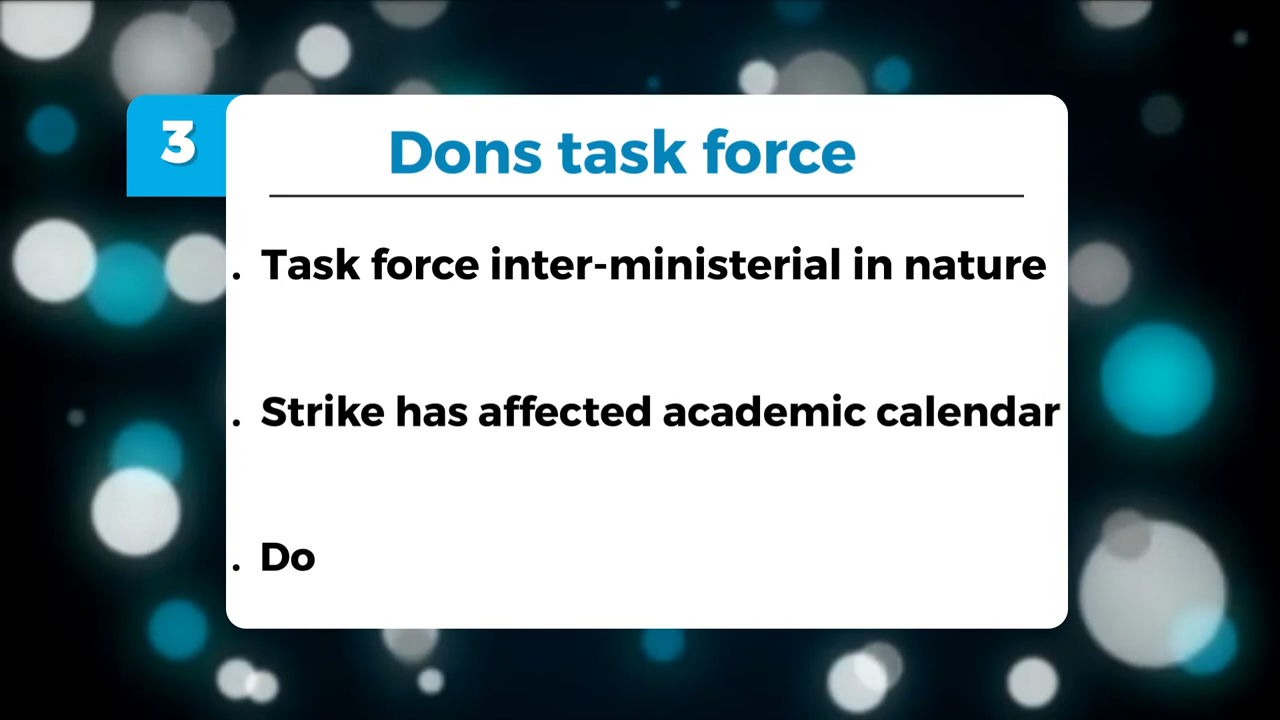 3
Dons task force
. Task force inter-ministerial in nature
. Strike has affected academic calendar
. Do